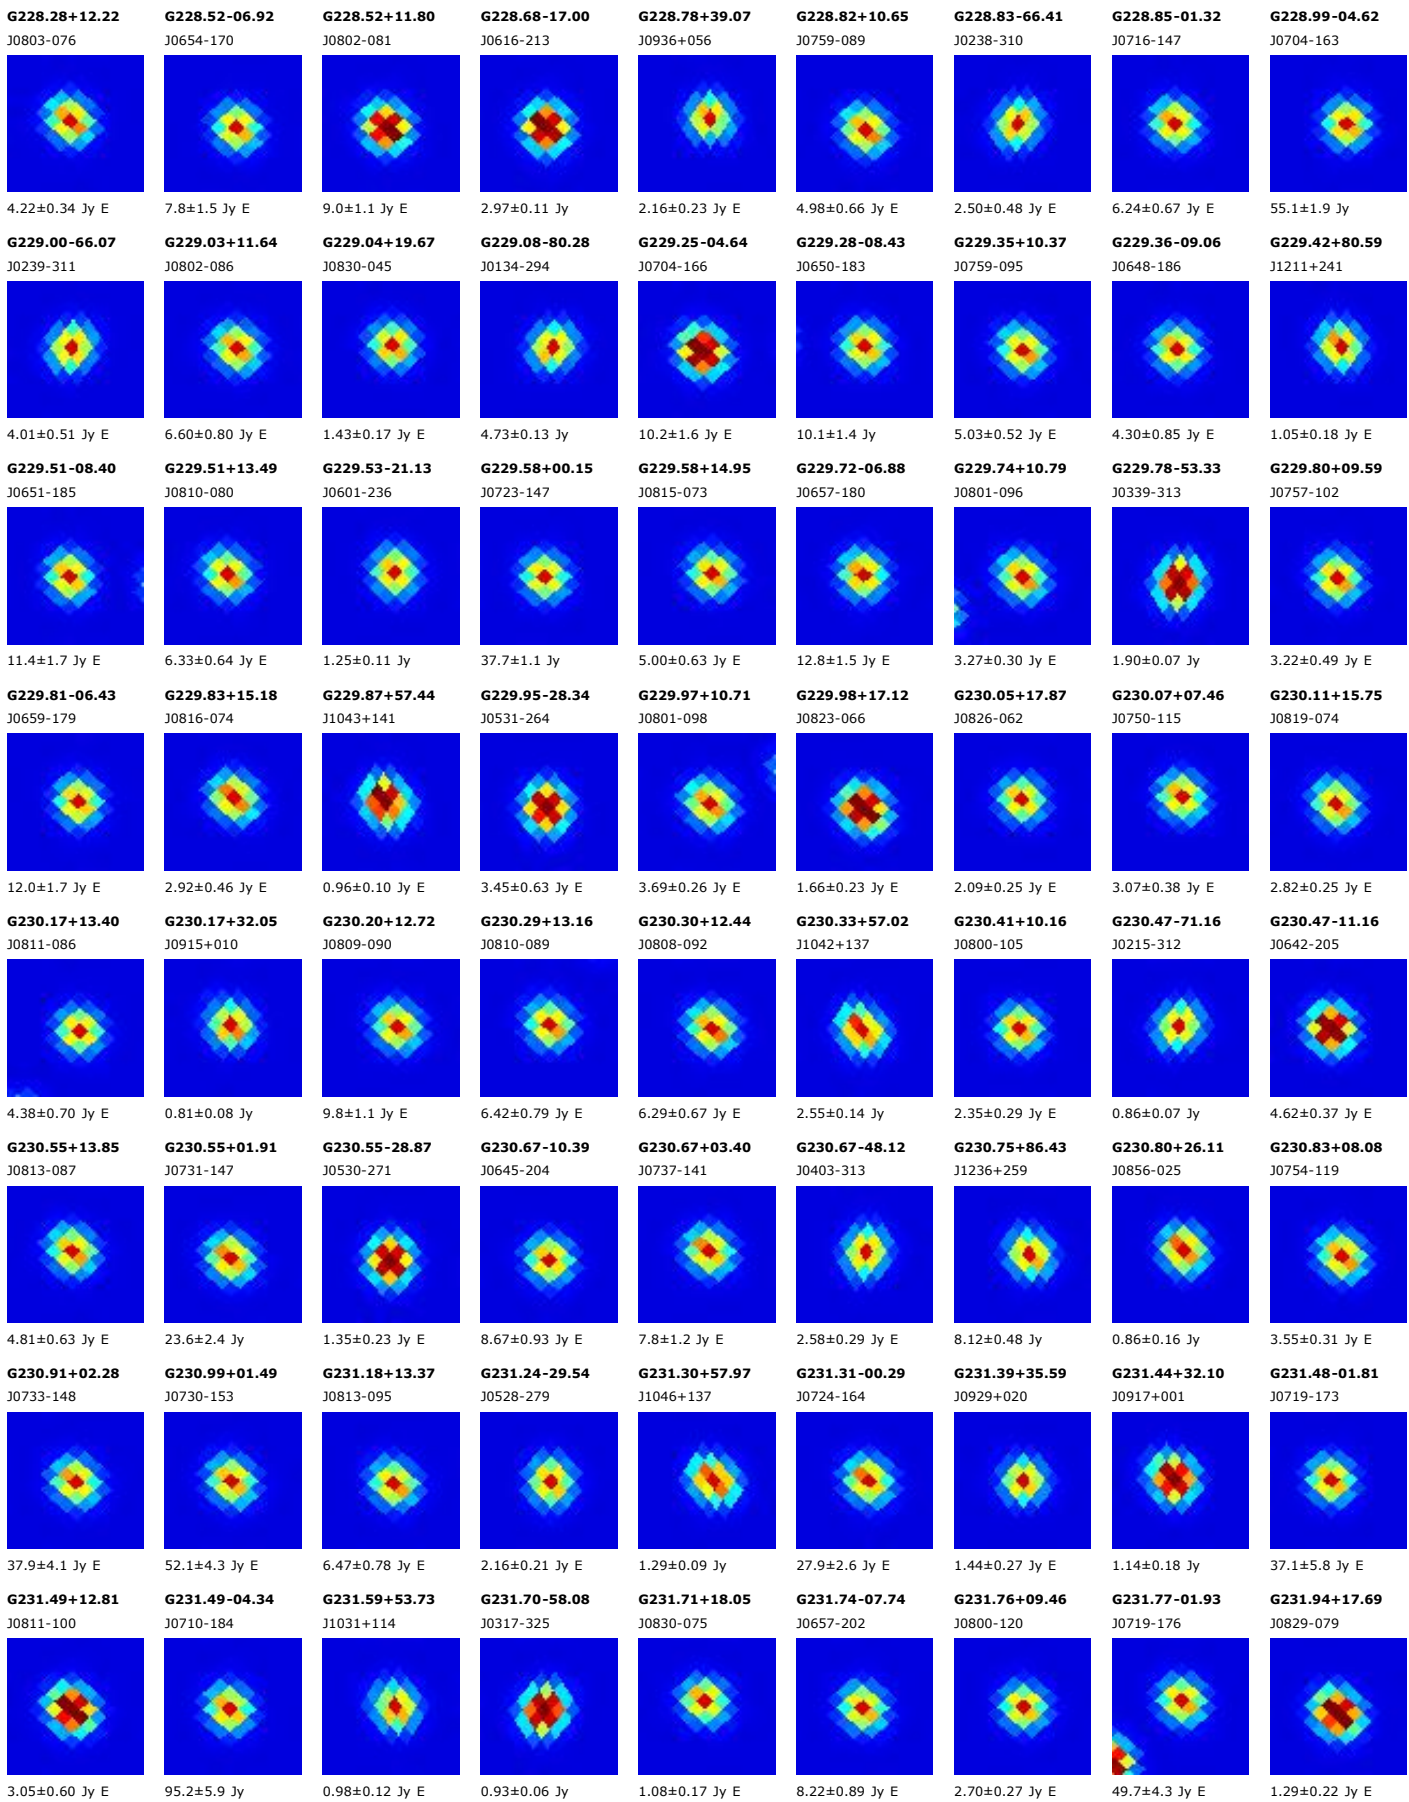 G228.28+12.22 G228.52-06.92 G228.52+11.80 G228.68-17.00 G228.78+39.07 G228.82+10.65 G228.83-66.41 G228.85-01.32 G228.99-04.62
J0803-076 J0654-170 J0802-081 J0616-213 J0936+056 J0759-089 J0238-310 J0716-147 J0704-163
4.22±0.34 Jy E 7.8±1.5 Jy E 9.0±1.1 Jy E 2.97±0.11 Jy 2.16±0.23 Jy E 4.98±0.66 Jy E 2.50±0.48 Jy E 6.24±0.67 Jy E 55.1±1.9 Jy
G229.00-66.07 G229.03+11.64 G229.04+19.67 G229.08-80.28 G229.25-04.64 G229.28-08.43 G229.35+10.37 G229.36-09.06 G229.42+80.59
J0239-311 J0802-086 J0830-045 J0134-294 J0704-166 J0650-183 J0759-095 J0648-186 J1211+241
4.01±0.51 Jy E 6.60±0.80 Jy E 1.43±0.17 Jy E 4.73±0.13 Jy 10.2±1.6 Jy E 10.1±1.4 Jy 5.03±0.52 Jy E 4.30±0.85 Jy E 1.05±0.18 Jy E
G229.51-08.40 G229.51+13.49 G229.53-21.13 G229.58+00.15 G229.58+14.95 G229.72-06.88 G229.74+10.79 G229.78-53.33 G229.80+09.59
J0651-185 J0810-080 J0601-236 J0723-147 J0815-073 J0657-180 J0801-096 J0339-313 J0757-102
11.4±1.7 Jy E 6.33±0.64 Jy E 1.25±0.11 Jy 37.7±1.1 Jy 5.00±0.63 Jy E 12.8±1.5 Jy E 3.27±0.30 Jy E 1.90±0.07 Jy 3.22±0.49 Jy E
G229.81-06.43 G229.83+15.18 G229.87+57.44 G229.95-28.34 G229.97+10.71 G229.98+17.12 G230.05+17.87 G230.07+07.46 G230.11+15.75
J0659-179 J0816-074 J1043+141 J0531-264 J0801-098 J0823-066 J0826-062 J0750-115 J0819-074
12.0±1.7 Jy E 2.92±0.46 Jy E 0.96±0.10 Jy E 3.45±0.63 Jy E 3.69±0.26 Jy E 1.66±0.23 Jy E 2.09±0.25 Jy E 3.07±0.38 Jy E 2.82±0.25 Jy E
G230.17+13.40 G230.17+32.05 G230.20+12.72 G230.29+13.16 G230.30+12.44 G230.33+57.02 G230.41+10.16 G230.47-71.16 G230.47-11.16
J0811-086 J0915+010 J0809-090 J0810-089 J0808-092 J1042+137 J0800-105 J0215-312 J0642-205
4.38±0.70 Jy E 0.81±0.08 Jy 9.8±1.1 Jy E 6.42±0.79 Jy E 6.29±0.67 Jy E 2.55±0.14 Jy 2.35±0.29 Jy E 0.86±0.07 Jy 4.62±0.37 Jy E
G230.55+13.85 G230.55+01.91 G230.55-28.87 G230.67-10.39 G230.67+03.40 G230.67-48.12 G230.75+86.43 G230.80+26.11 G230.83+08.08
J0813-087 J0731-147 J0530-271 J0645-204 J0737-141 J0403-313 J1236+259 J0856-025 J0754-119
4.81±0.63 Jy E 23.6±2.4 Jy 1.35±0.23 Jy E 8.67±0.93 Jy E 7.8±1.2 Jy E 2.58±0.29 Jy E 8.12±0.48 Jy 0.86±0.16 Jy 3.55±0.31 Jy E
G230.91+02.28 G230.99+01.49 G231.18+13.37 G231.24-29.54 G231.30+57.97 G231.31-00.29 G231.39+35.59 G231.44+32.10 G231.48-01.81
J0733-148 J0730-153 J0813-095 J0528-279 J1046+137 J0724-164 J0929+020 J0917+001 J0719-173
37.9±4.1 Jy E 52.1±4.3 Jy E 6.47±0.78 Jy E 2.16±0.21 Jy E 1.29±0.09 Jy 27.9±2.6 Jy E 1.44±0.27 Jy E 1.14±0.18 Jy 37.1±5.8 Jy E
G231.49+12.81 G231.49-04.34 G231.59+53.73 G231.70-58.08 G231.71+18.05 G231.74-07.74 G231.76+09.46 G231.77-01.93 G231.94+17.69
J0811-100 J0710-184 J1031+114 J0317-325 J0830-075 J0657-202 J0800-120 J0719-176 J0829-079
3.05±0.60 Jy E 95.2±5.9 Jy 0.98±0.12 Jy E 0.93±0.06 Jy 1.08±0.17 Jy E 8.22±0.89 Jy E 2.70±0.27 Jy E 49.7±4.3 Jy E 1.29±0.22 Jy E